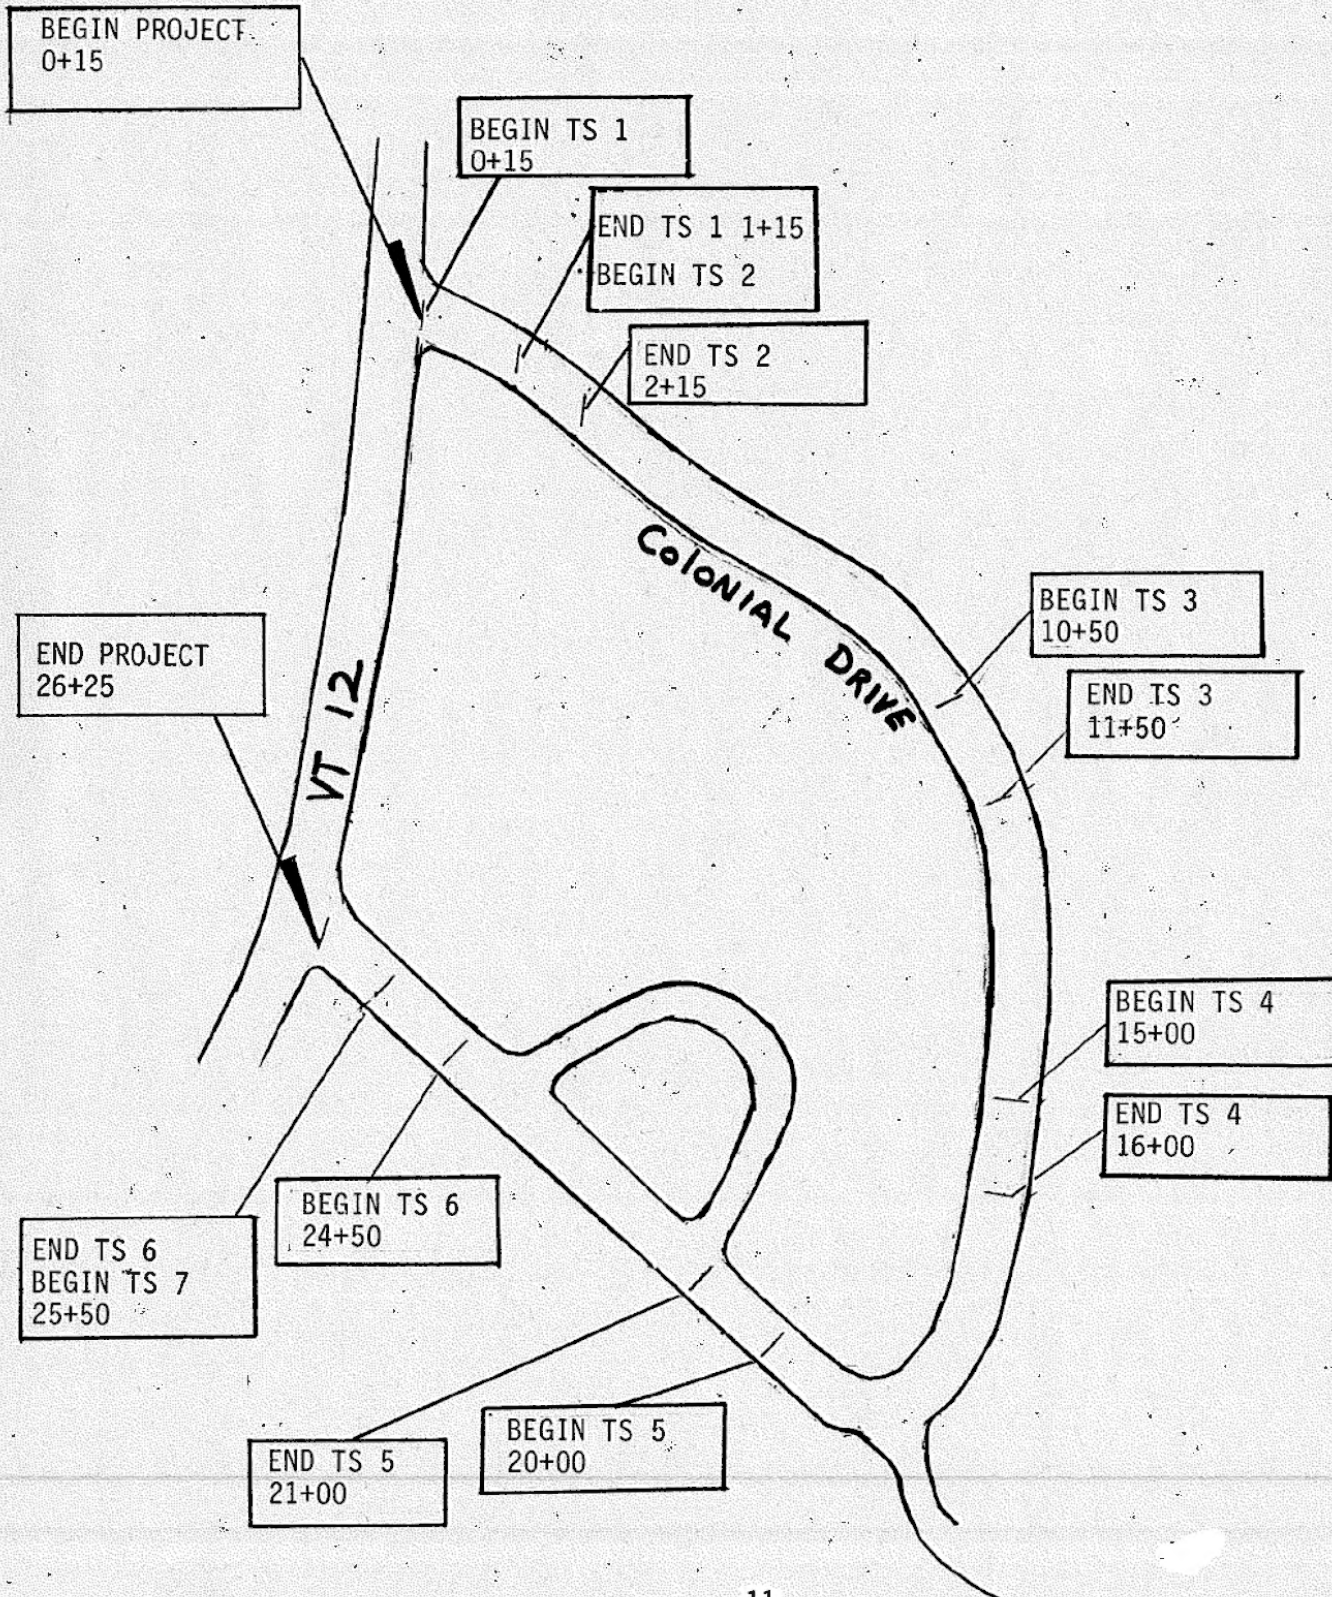 BEGIN PROJECT
0+15
BEGIN TS 1
0+15
END TS 1 1+15
BEGIN TS 2
END TS 2
2+15
COlONIAL DRIVE
BEGIN TS 3
10+50
END TS 3
11+50
END PROJECT
26+25
VT 12
BEGIN TS 4
15+00
END TS 4
16+00
BEGIN TS 6
24+50
END TS 6
BEGIN TS 7
25+50
BEGIN TS 5
20+00
END TS 5
21+00
11